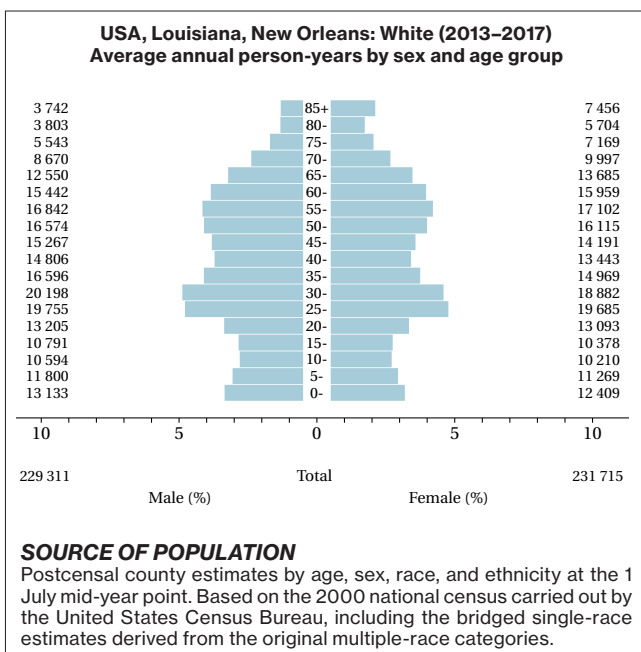 USA, Louisiana, New Orleans: White (2013–2017)
Average annual person-years by sex and age group
3 742 85+ 7 456
3 803 80- 5 704
5 543 75- 7 169
8 670 70- 9 997
12 550 65- 13 685
15 442 60- 15 959
16 842 55- 17 102
16 574 50- 16 115
15 267 45- 14 191
14 806 40- 13 443
16 596 35- 14 969
20 198 30- 18 882
19 755 25- 19 685
13 205 20- 13 093
10 791 15- 10 378
10 594 10- 10 210
11 800 5- 11 269
13 133 0- 12 409
10 5 0 5 10
229 311 Total 231 715
Male (%) Female (%)
SOURCE OF POPULATION
Postcensal county estimates by age, sex, race, and ethnicity at the 1
July mid-year point. Based on the 2000 national census carried out by
the United States Census Bureau, including the bridged single-race
estimates derived from the original multiple-race categories.